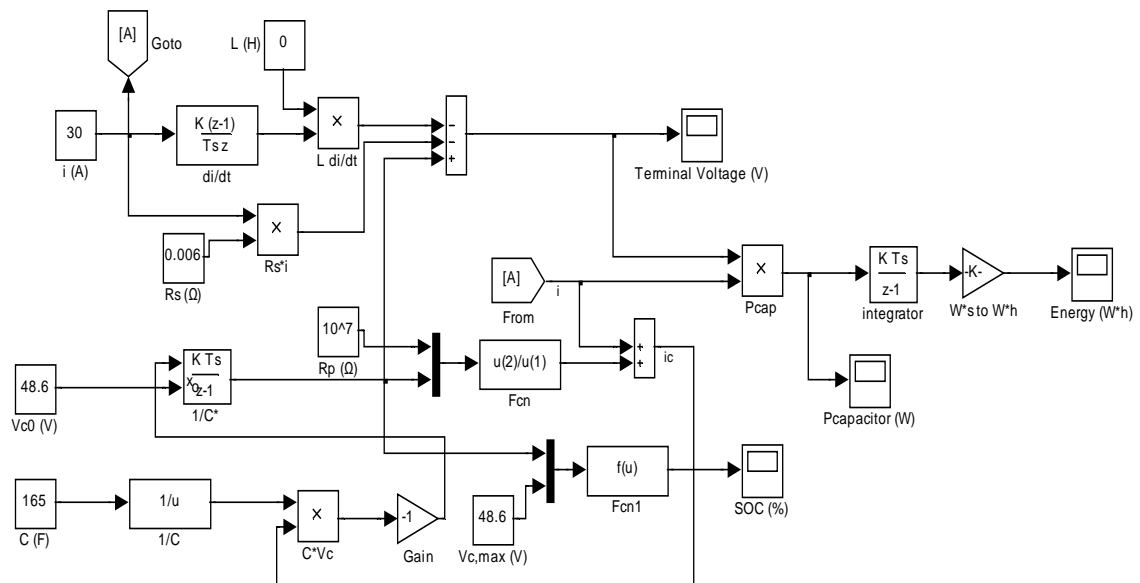 [A]
Goto
L (H)
0
30
i (A)
K (z-1)
Ts z
di/dt
×
L di/dt
−
−
+
Terminal Voltage (V)
0.006
Rs (Ω)
×
Rs*i
[A]
From
i
×
Pcap
K Ts
z-1
integrator
-K-
W*s to W*h
Energy (W*h)
10^7
Rp (Ω)
u(2)/u(1)
Fcn
+
+
ic
Pcapacitor (W)
48.6
Vc0 (V)
K Ts
xo
z-1
1/C*
165
C (F)
1/u
1/C
×
C*Vc
-1
Gain
48.6
Vc,max (V)
f(u)
Fcn1
SOC (%)